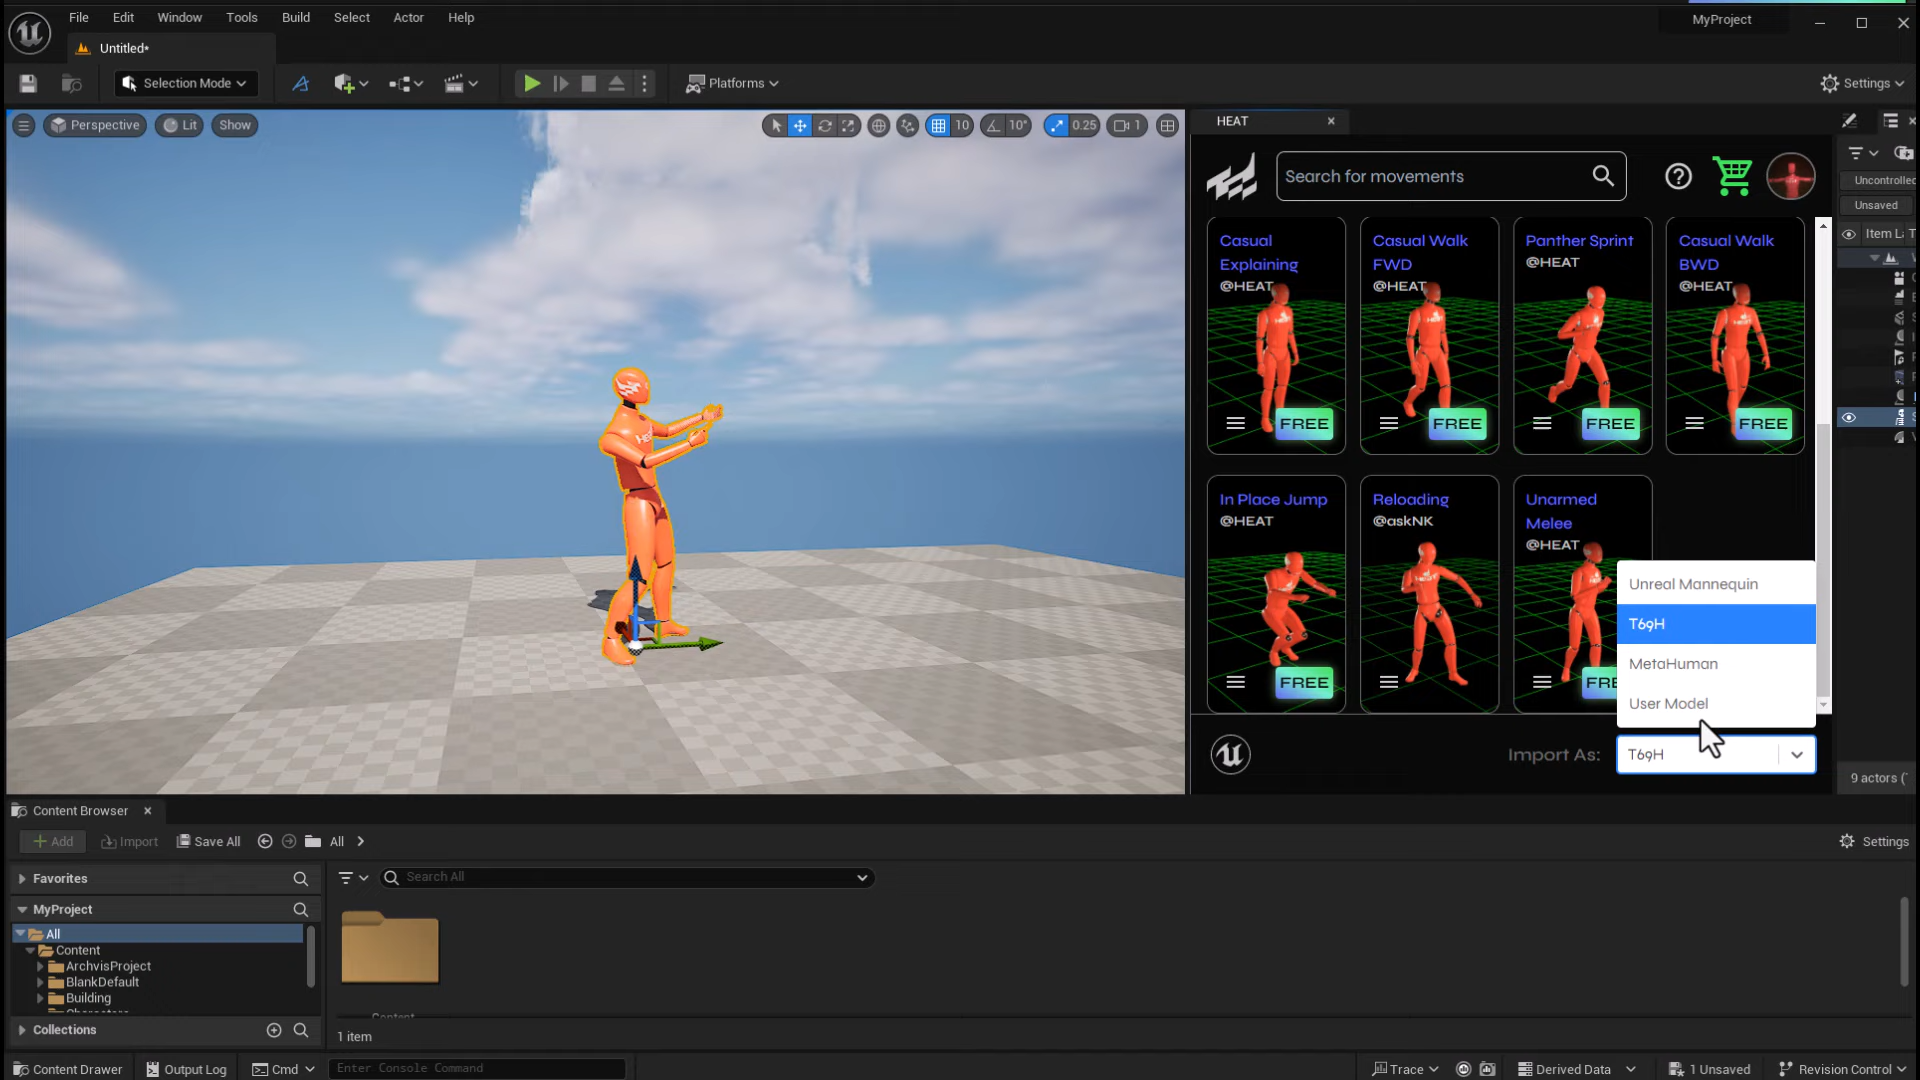 File Edit Window Tools Build Select Actor Help
MyProject
Untitled*
Selection Mode
Platforms
Settings
Perspective Lit Show
10 10° 0.25 1
HEAT
Search for movements
Uncontrolled
Unsaved
Item La
Casual Explaining
@HEAT
FREE
Casual Walk FWD
@HEAT
FREE
Panther Sprint
@HEAT
FREE
Casual Walk BWD
@HEAT
FREE
In Place Jump
@HEAT
FREE
Reloading
@askNK
Unarmed Melee
@HEAT
Unreal Mannequin
T69H
MetaHuman
User Model
Import As: T69H
9 actors (
Content Browser
Add Import Save All All
Settings
Favorites
Search All
MyProject
All
Content
ArchvisProject
BlankDefault
Building
Content
Collections
1 item
Content Drawer Output Log Cmd Enter Console Command
Trace Derived Data 1 Unsaved Revision Control